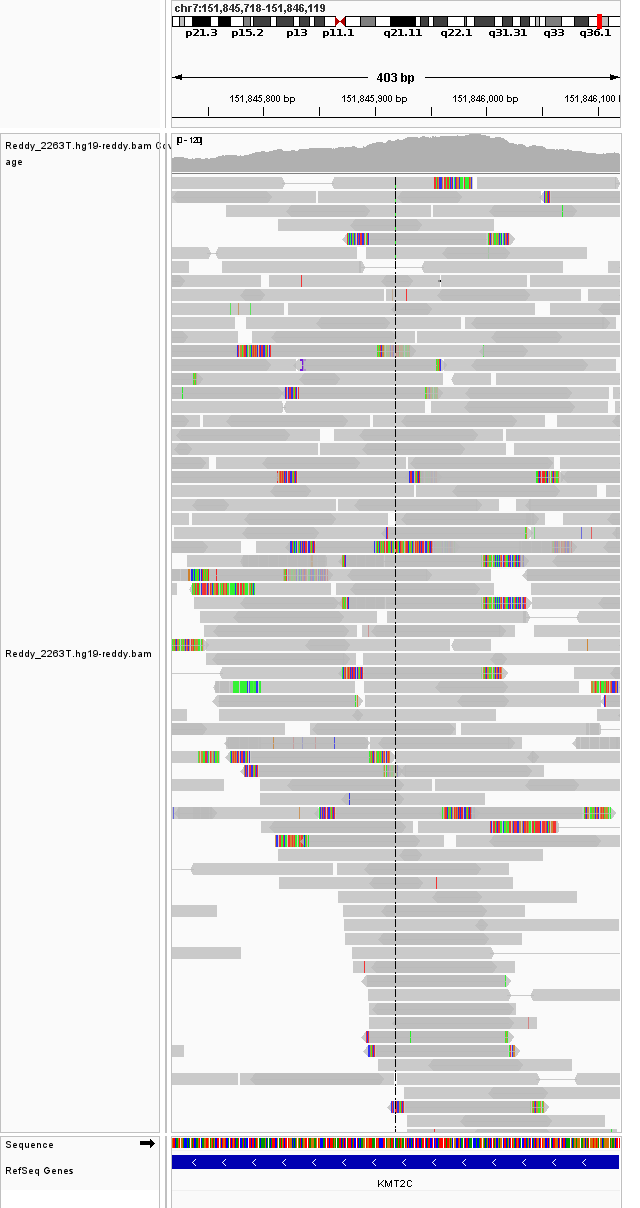 chr7:151,845,718-151,846,119
p21.3 p15.2 p13 p11.1 q21.11 q22.1 q31.31 q33 q36.1
403 bp
151,845,800 bp 151,845,900 bp 151,846,000 bp 151,846,100
[0 - 120]
Reddy_2263T.hg19-reddy.bam Cov
age
Reddy_2263T.hg19-reddy.bam
Sequence
RefSeq Genes
KMT2C